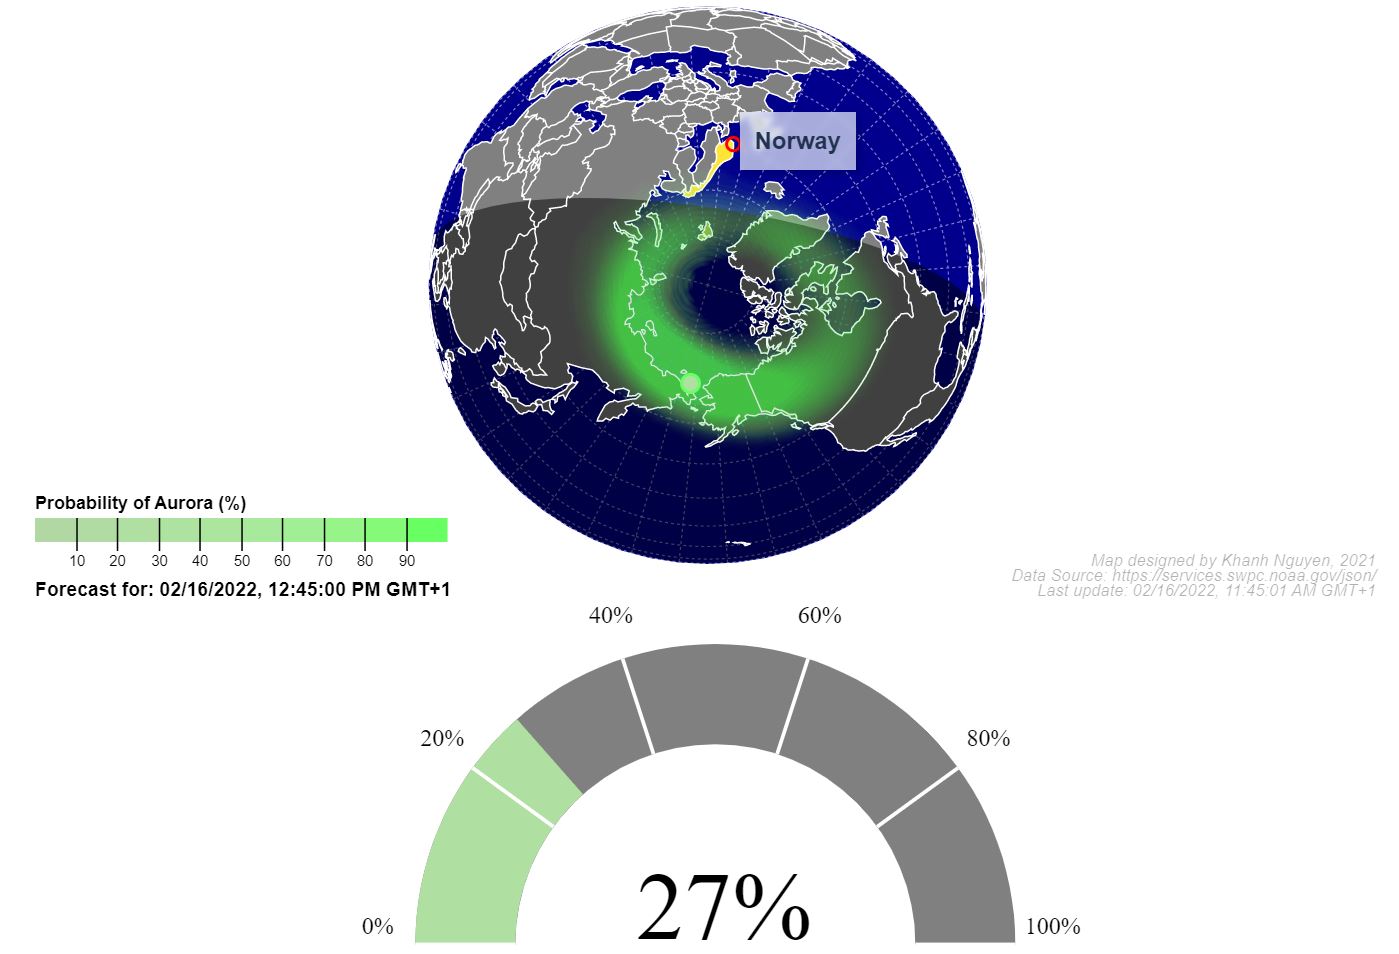 Norway
Probability of Aurora (%)
10 20 30 40 50 60 70 80 90
Forecast for: 02/16/2022, 12:45:00 PM GMT+1
Map designed by Khanh Nguyen, 2021
Data Source: https://services.swpc.noaa.gov/json/
Last update: 02/16/2022, 11:45:01 AM GMT+1
40% 60%
20% 80%
27%
0% 100%